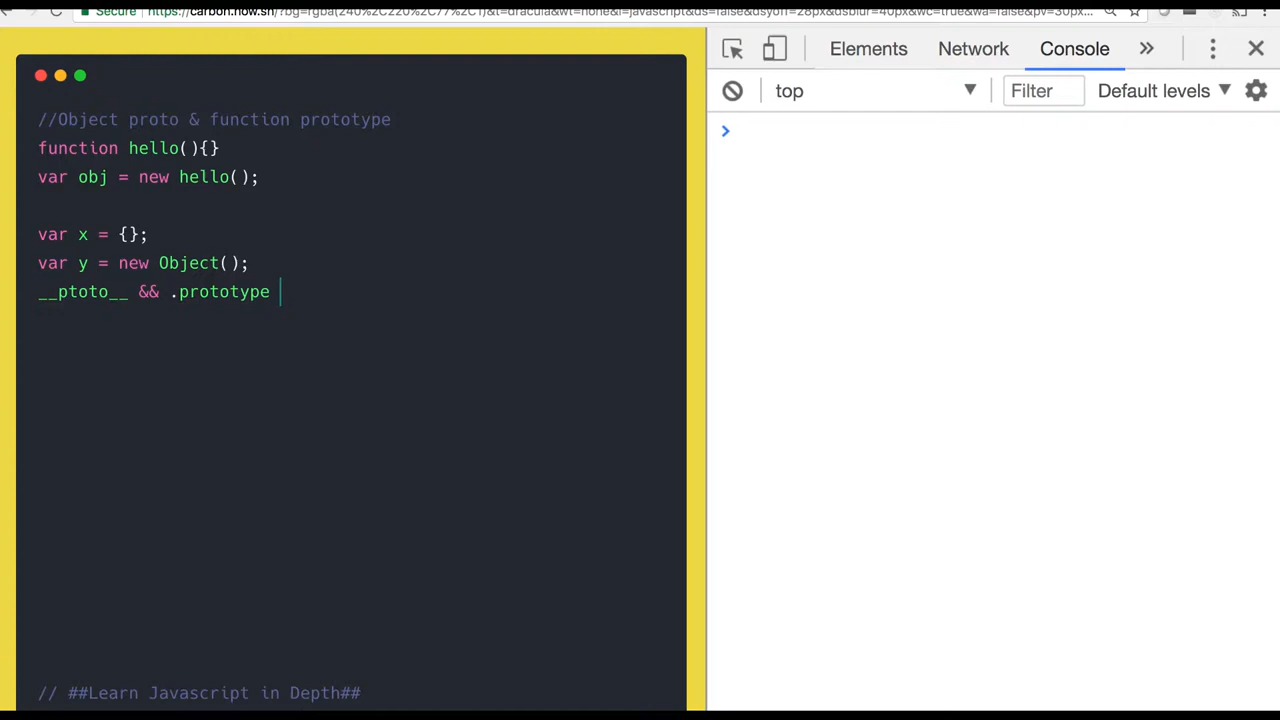 Secure https://carbon.now.sh/?bg=rgba(240%2C220%2C77%2C1)&t=dracula&wt=none&l=javascript&ds=false&dsyoff=28px&dsblur=40px&wc=true&wa=false&pv=30px...
Elements Network Console »
top Filter Default levels
//Object proto & function prototype
function hello(){}
var obj = new hello();
var x = {};
var y = new Object();
__ptoto__ && .prototype
// ##Learn Javascript in Depth##